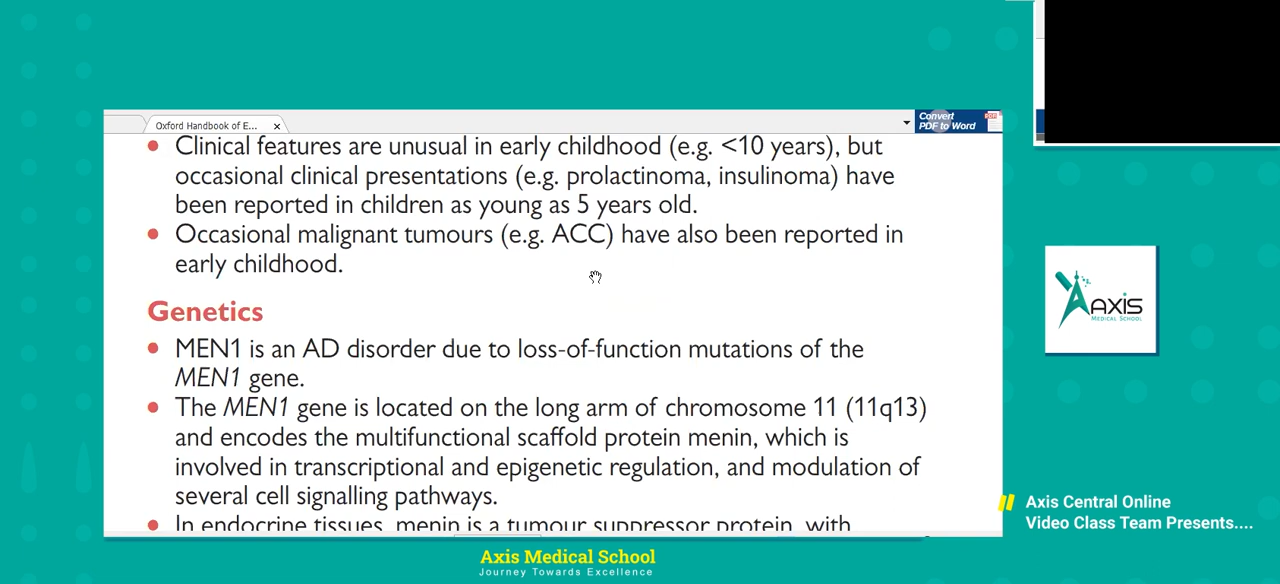 Convert
PDF to Word
PDF
Oxford Handbook of E...
Clinical features are unusual in early childhood (e.g. <10 years), but
occasional clinical presentations (e.g. prolactinoma, insulinoma) have
been reported in children as young as 5 years old.
Occasional malignant tumours (e.g. ACC) have also been reported in
early childhood.
Genetics
MEN1 is an AD disorder due to loss-of-function mutations of the
MEN1 gene.
The MEN1 gene is located on the long arm of chromosome 11 (11q13)
and encodes the multifunctional scaffold protein menin, which is
involved in transcriptional and epigenetic regulation, and modulation of
several cell signalling pathways.
In endocrine tissues, menin is a tumour suppressor protein, with
AXIS
MEDICAL SCHOOL
Axis Central Online
Video Class Team Presents....
Axis Medical School
Journey Towards Excellence